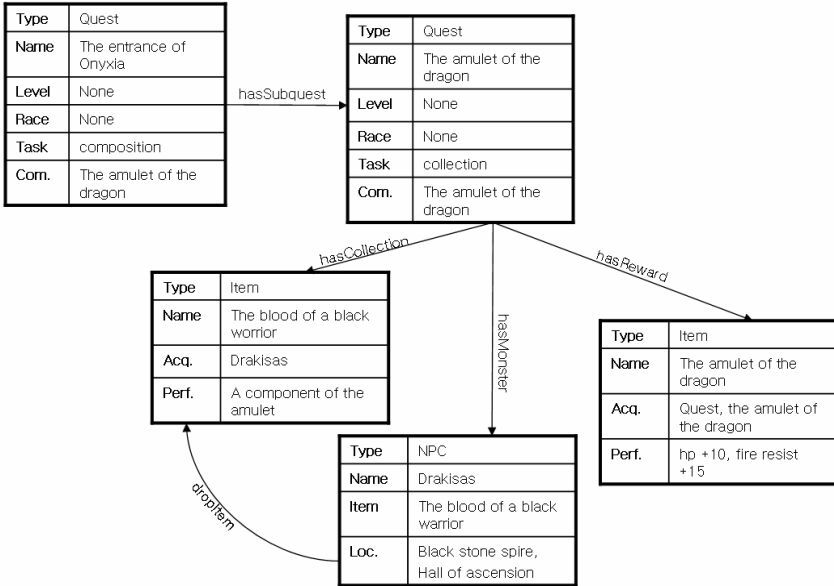 Type Quest
Name The entrance of
Onyxia
Level None
Race None
Task composition
Com. The amulet of the
dragon
hasSubquest
Type Quest
Name The amulet of the
dragon
Level None
Race None
Task collection
Com. The amulet of the
dragon
hasCollection
hasMonster
hasReward
Type Item
Name The blood of a black
worrior
Acq. Drakisas
Perf. A component of the
amulet
Type Item
Name The amulet of the
dragon
Acq. Quest, the amulet of
the dragon
Perf. hp +10, fire resist
+15
dropItem
Type NPC
Name Drakisas
Item The blood of a black
warrior
Loc. Black stone spire,
Hall of ascension